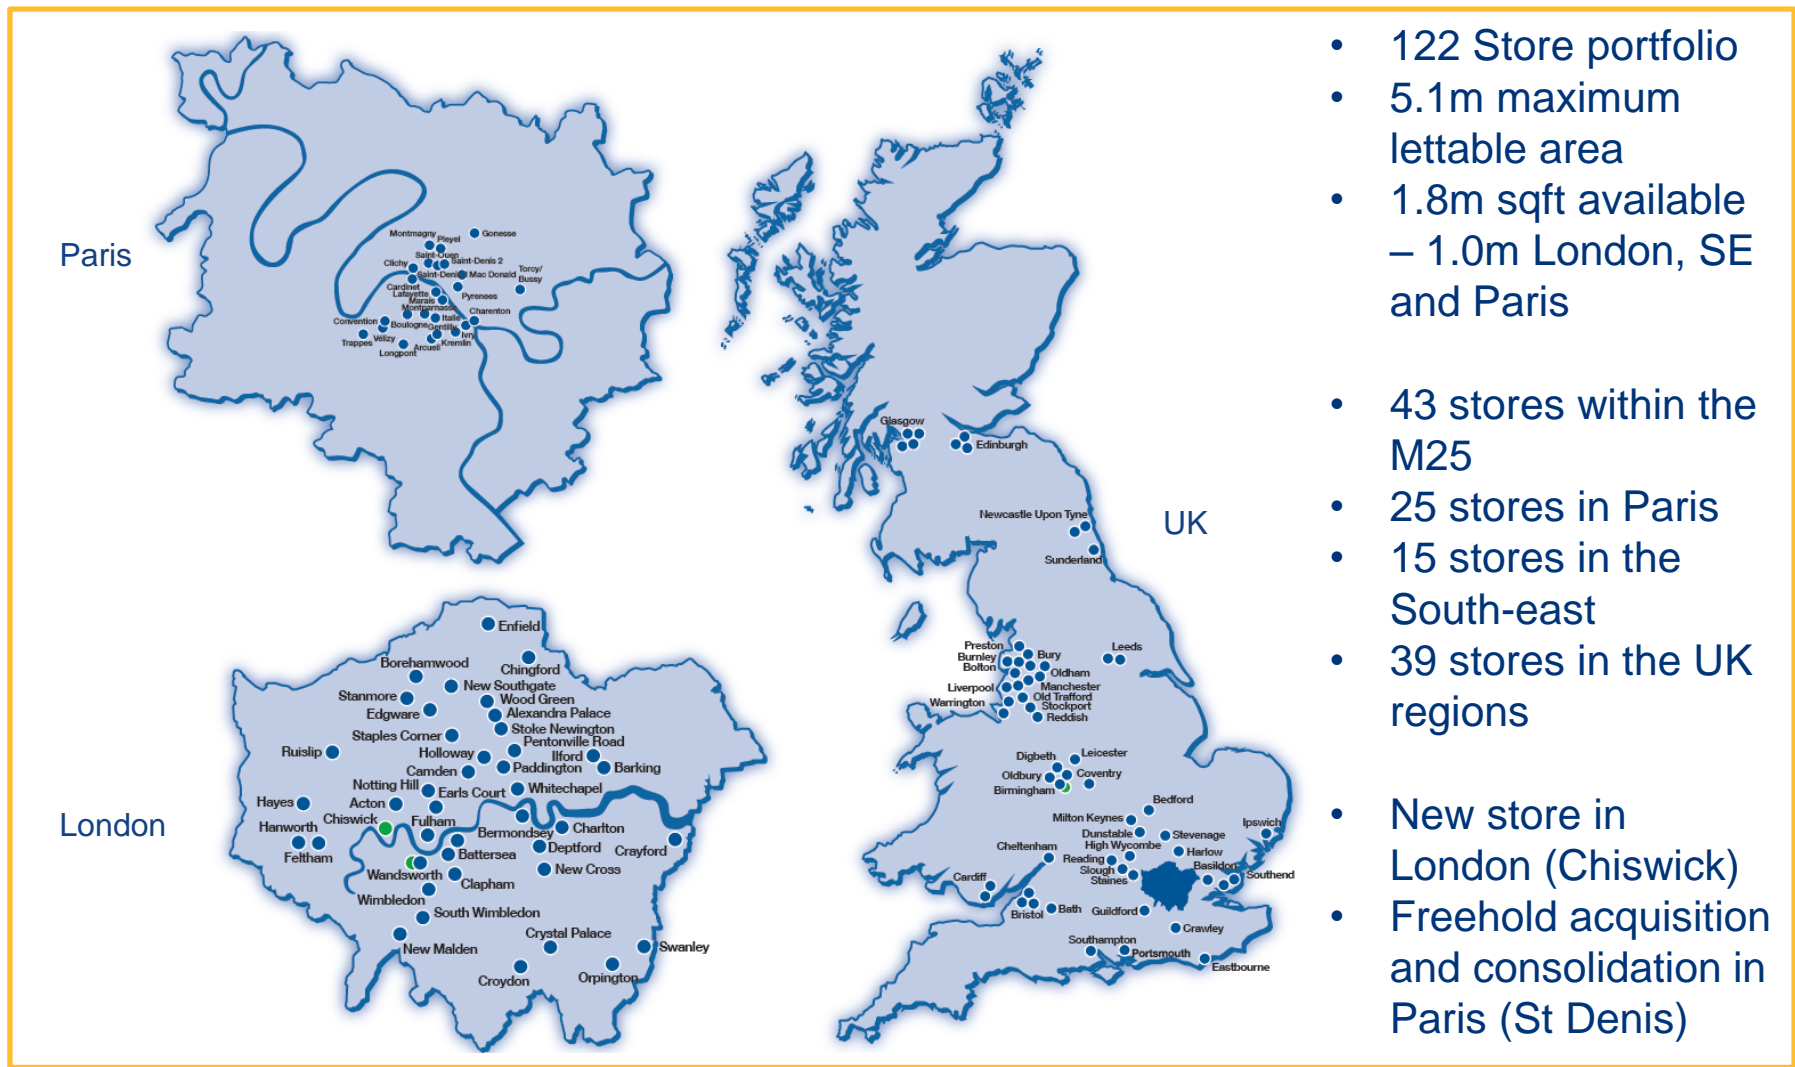 Paris
Montmagny
Pleyel
Gonesse
Saint-Ouen
Clichy
Saint-Denis 2
Saint-Denis
Mac Donald
Torcy/
Bussy
Cardinet
Lafayette
Pyrenees
Marais
Montparnasse
Charenton
Convention
Boulogne
Italie
Gentilly
Ivry
Trappes
Vélizy
Arcueil
Kremlin
Longpont
London
Enfield
Chingford
Borehamwood
New Southgate
Stanmore
Wood Green
Edgware
Alexandra Palace
Stoke Newington
Staples Corner
Pentonville Road
Ruislip
Holloway
Ilford
Camden
Paddington
Barking
Notting Hill
Earls Court
Whitechapel
Hayes
Acton
Chiswick
Fulham
Hanworth
Bermondsey
Charlton
Feltham
Battersea
Deptford
Crayford
Wandsworth
Clapham
New Cross
Wimbledon
South Wimbledon
New Malden
Crystal Palace
Swanley
Croydon
Orpington
UK
Glasgow
Edinburgh
Newcastle Upon Tyne
Sunderland
Preston
Burnley
Bury
Leeds
Bolton
Oldham
Liverpool
Manchester
Warrington
Old Trafford
Stockport
Reddish
Digbeth
Leicester
Oldbury
Coventry
Birmingham
Bedford
Milton Keynes
Ipswich
Dunstable
Stevenage
Cheltenham
High Wycombe
Harlow
Reading
Basildon
Slough
Southend
Staines
Cardiff
Bristol
Bath
Guildford
Crawley
Southampton
Portsmouth
Eastbourne
• 122 Store portfolio
• 5.1m maximum
lettable area
• 1.8m sqft available
– 1.0m London, SE
and Paris
• 43 stores within the
M25
• 25 stores in Paris
• 15 stores in the
South-east
• 39 stores in the UK
regions
• New store in
London (Chiswick)
• Freehold acquisition
and consolidation in
Paris (St Denis)